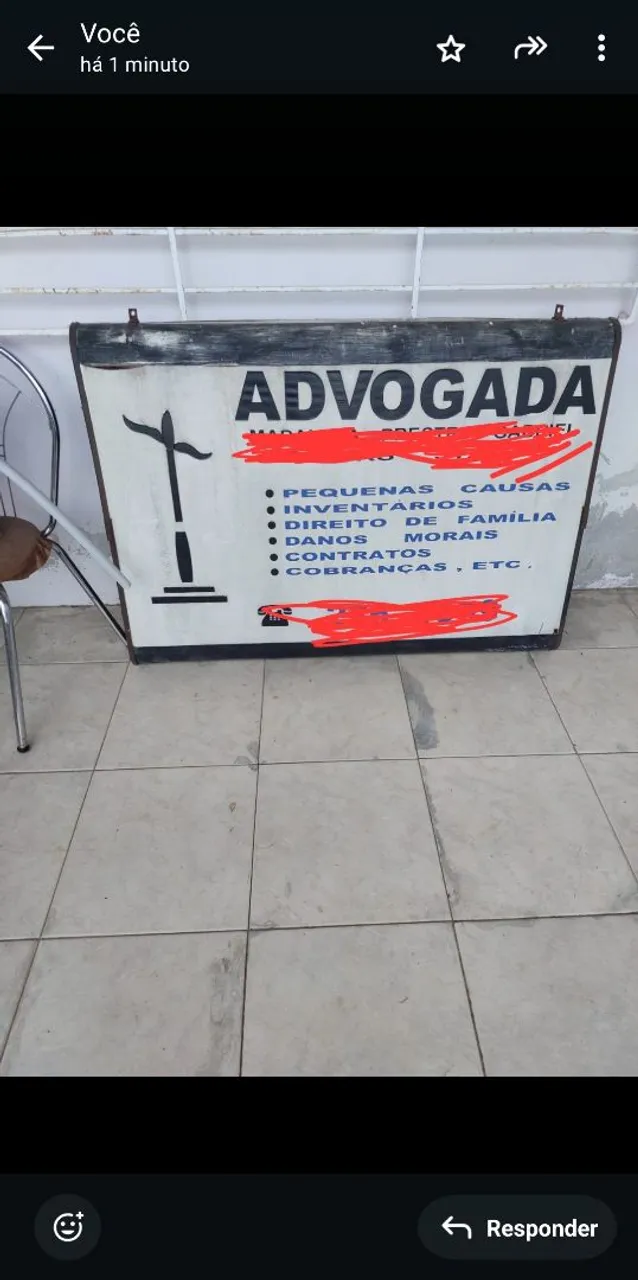 Você
há 1 minuto
ADVOGADA
PEQUENAS CAUSAS
INVENTÁRIOS
DIREITO DE FAMÍLIA
DANOS MORAIS
CONTRATOS
COBRANÇAS, ETC.
Responder